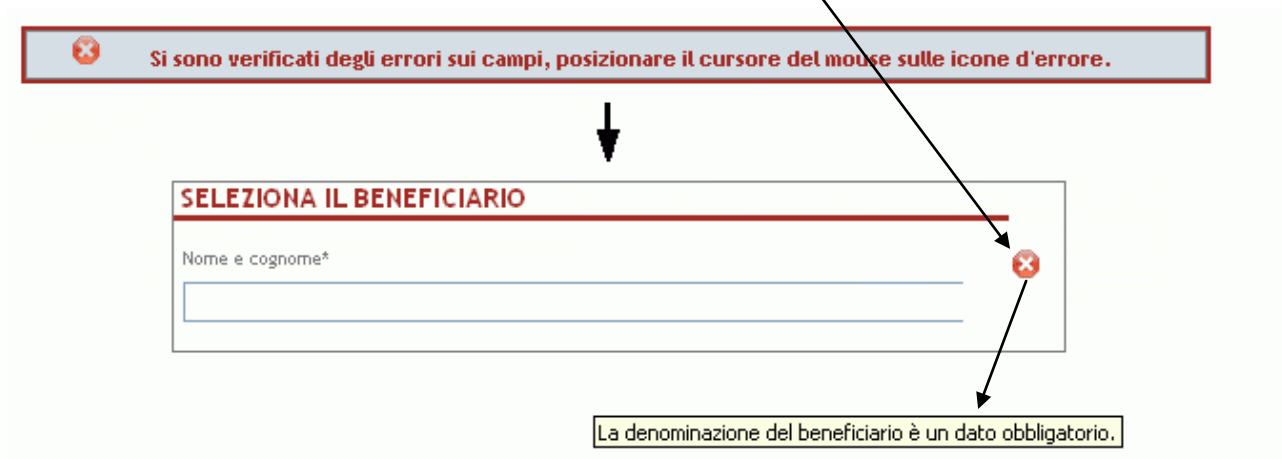 Si sono verificati degli errori sui campi, posizionare il cursore del mouse sulle icone d'errore.
SELEZIONA IL BENEFICIARIO
Nome e cognome*
La denominazione del beneficiario è un dato obbligatorio.